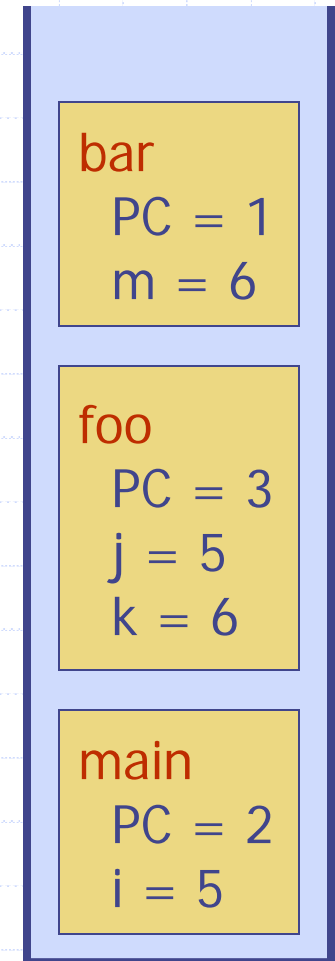 bar
PC = 1
m = 6
foo
PC = 3
j = 5
k = 6
main
PC = 2
i = 5